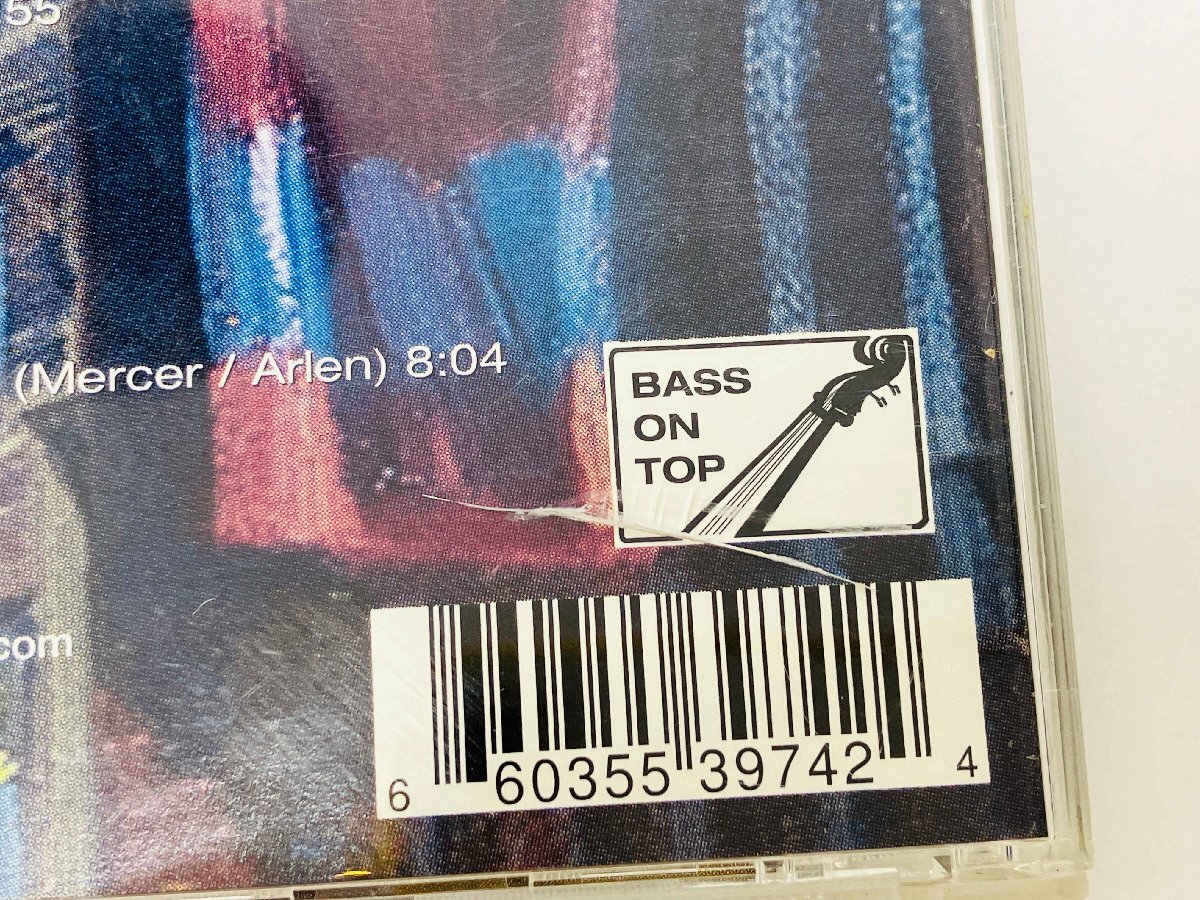 55
(Mercer / Arlen) 8:04
BASS
ON
TOP
com
6 60355 39742 4